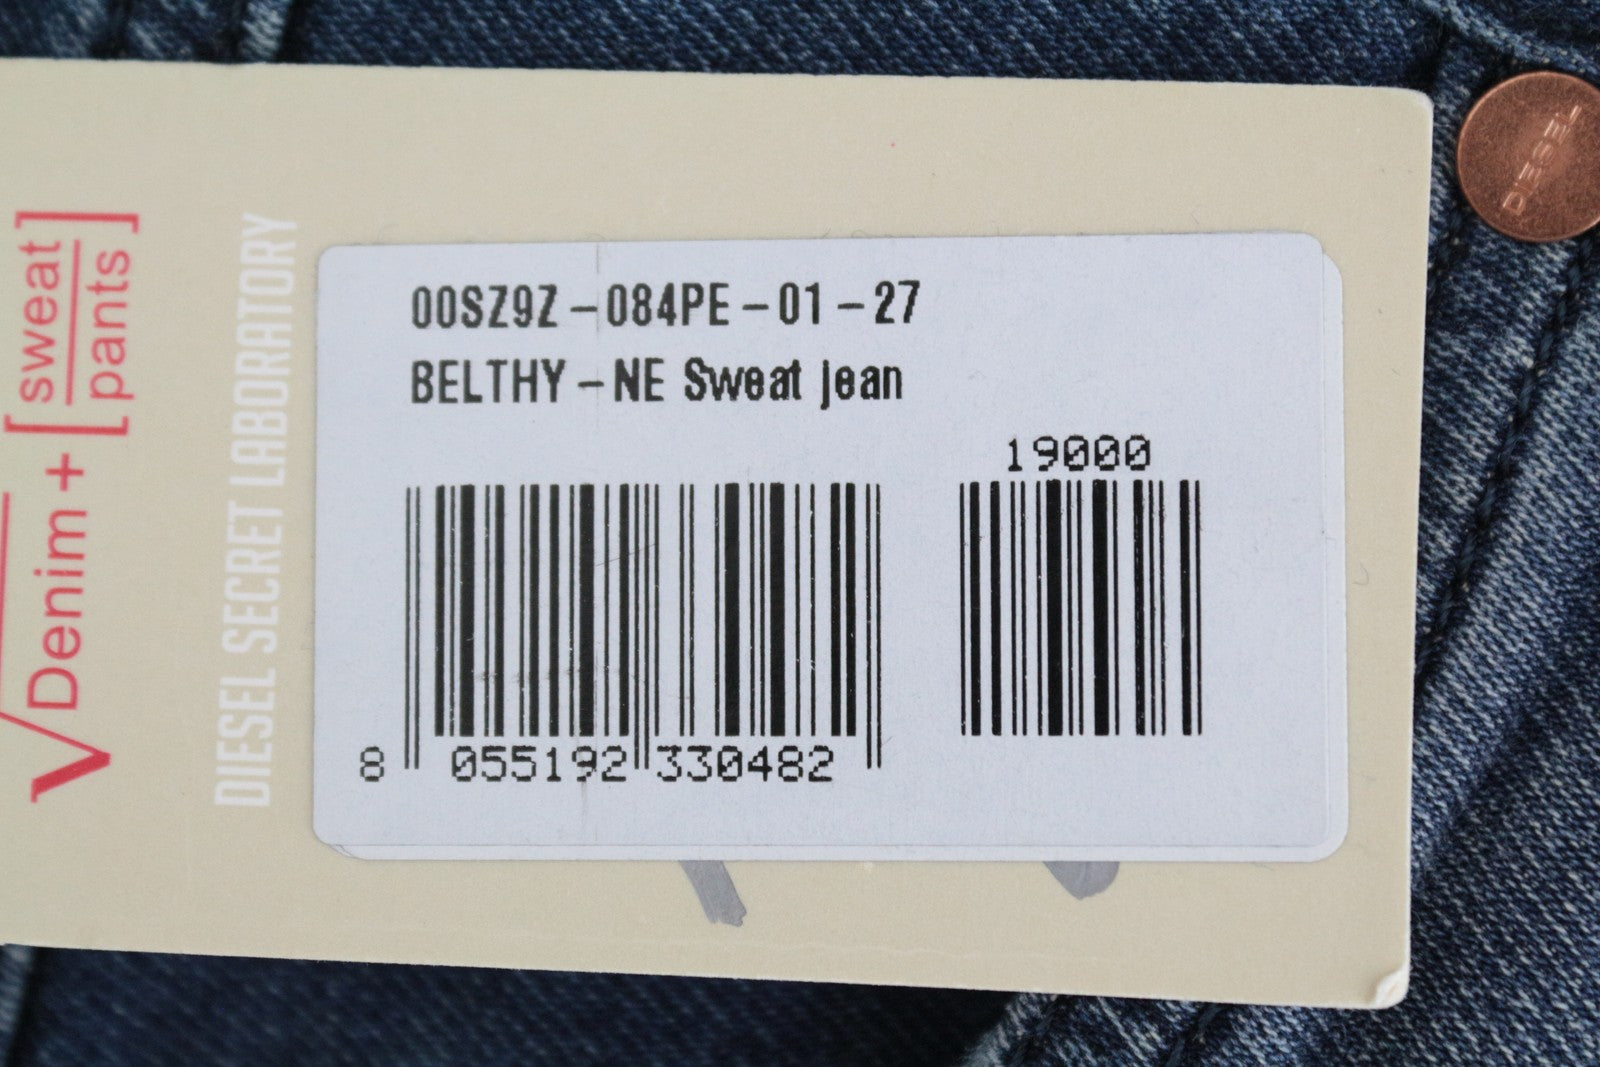 √Denim + [sweat]
[pants]
DIESEL SECRET LABORATORY
00SZ9Z-084PE-01-27
BELTHY-NE Sweat jean
19000
8 055192 330482
DIESEL